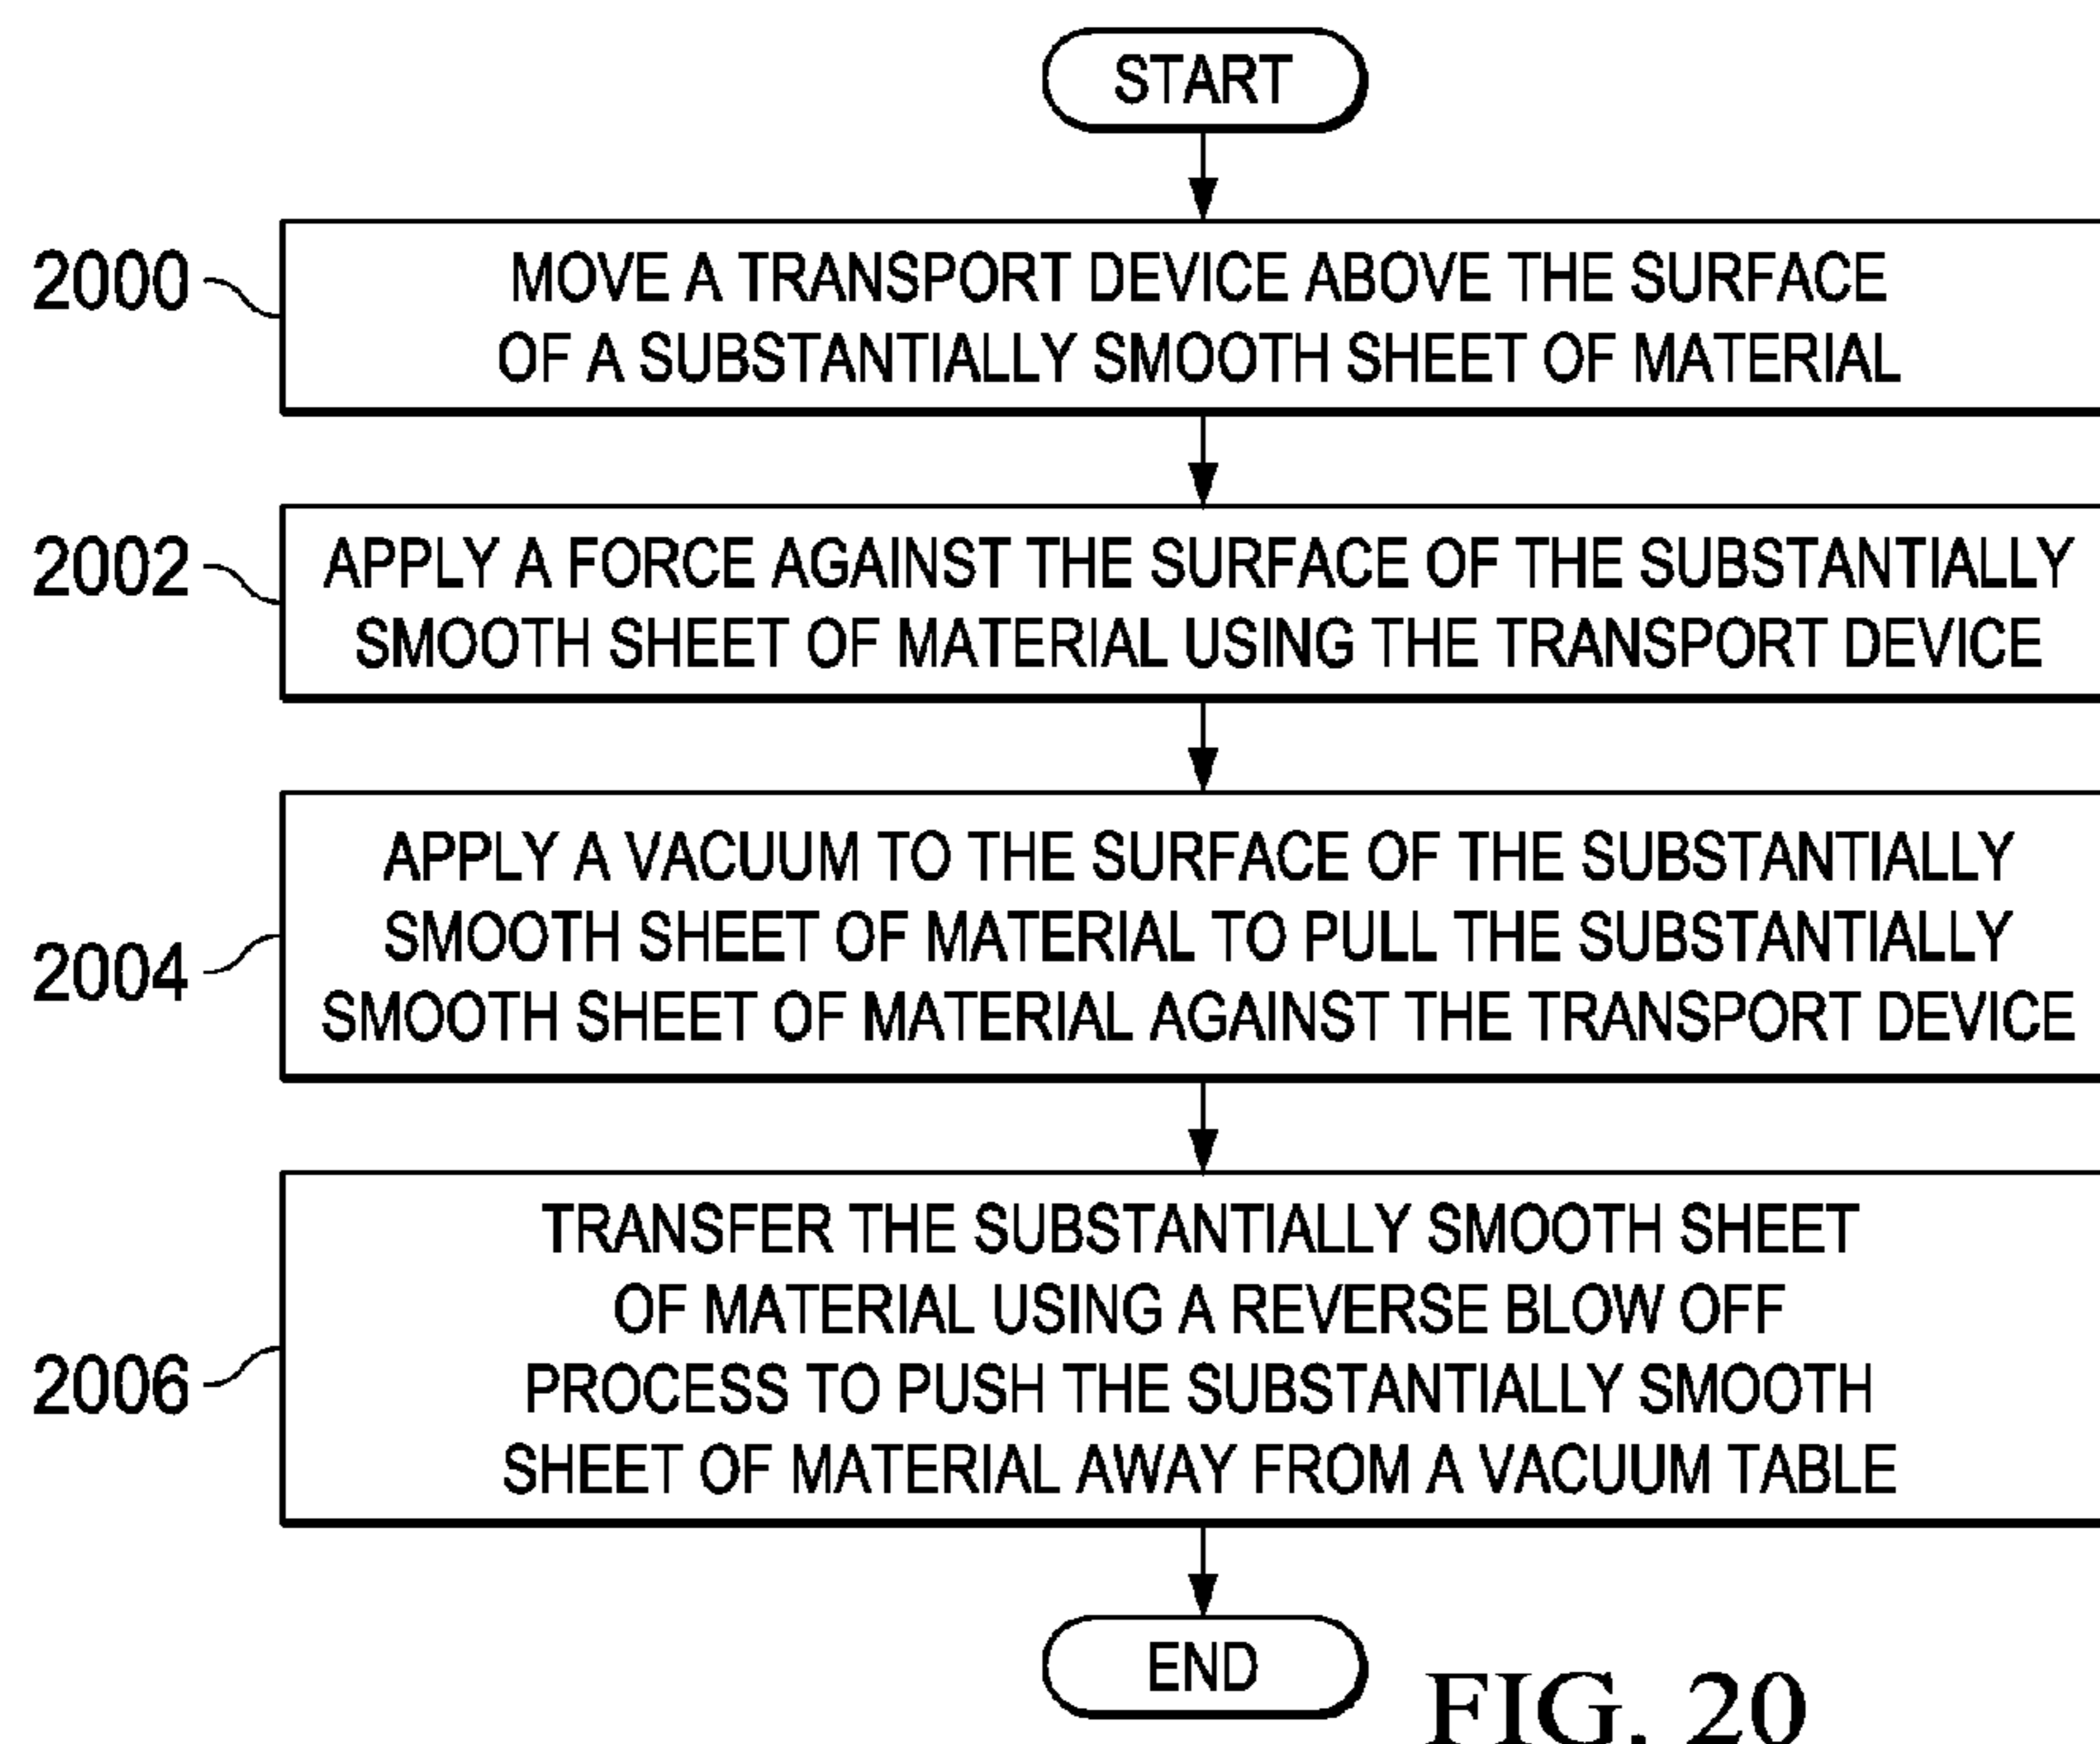 START
2000
MOVE A TRANSPORT DEVICE ABOVE THE SURFACE
OF A SUBSTANTIALLY SMOOTH SHEET OF MATERIAL
2002
APPLY A FORCE AGAINST THE SURFACE OF THE SUBSTANTIALLY
SMOOTH SHEET OF MATERIAL USING THE TRANSPORT DEVICE
2004
APPLY A VACUUM TO THE SURFACE OF THE SUBSTANTIALLY
SMOOTH SHEET OF MATERIAL TO PULL THE SUBSTANTIALLY
SMOOTH SHEET OF MATERIAL AGAINST THE TRANSPORT DEVICE
2006
TRANSFER THE SUBSTANTIALLY SMOOTH SHEET
OF MATERIAL USING A REVERSE BLOW OFF
PROCESS TO PUSH THE SUBSTANTIALLY SMOOTH
SHEET OF MATERIAL AWAY FROM A VACUUM TABLE
END
FIG. 20